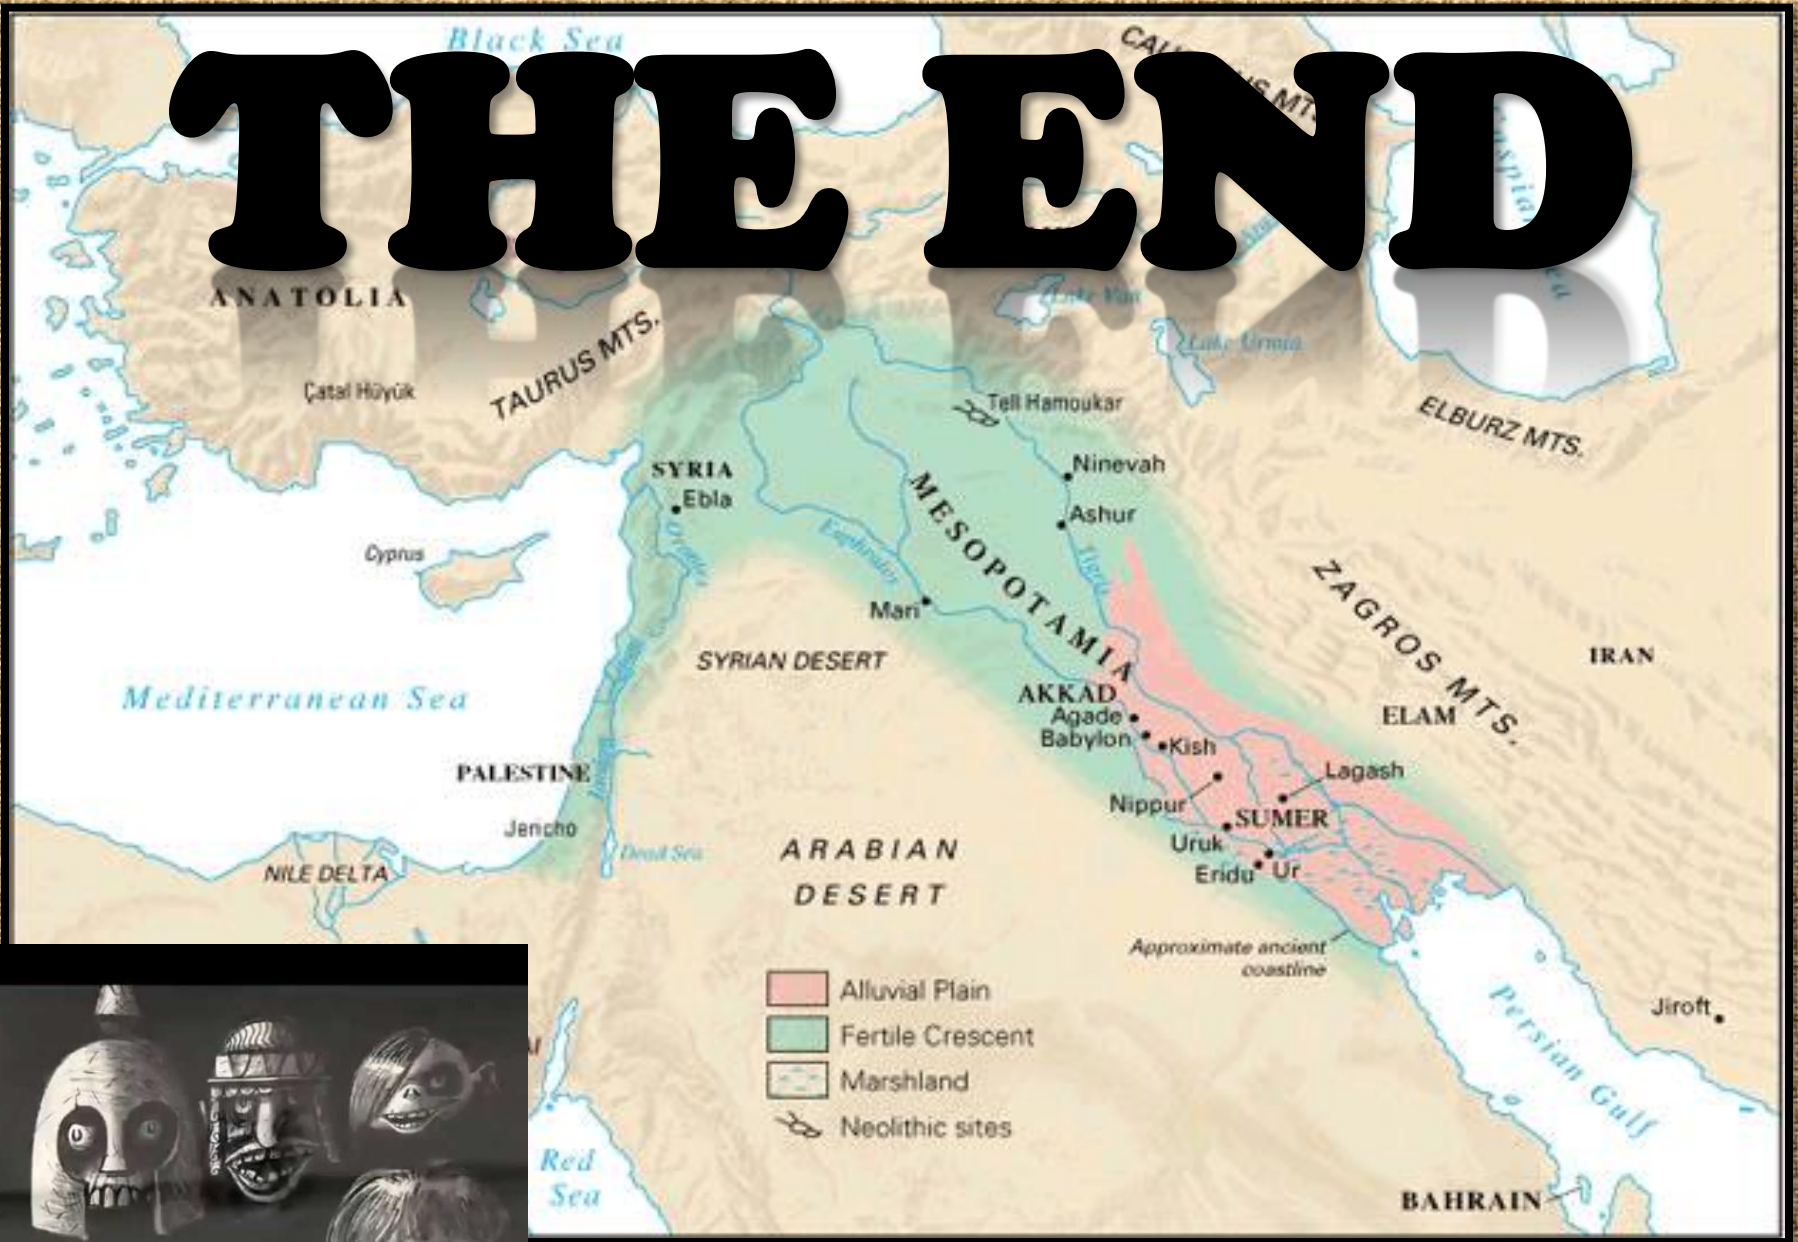 THE END
Black Sea
Lake Van
Lake Urmia
ANATOLIA
TAURUS MTS.
Çatal Hüyük
Tell Hamoukar
ELBURZ MTS.
Ninevah
SYRIA
Ebla
Ashur
MESOPOTAMIA
Orontes
Euphrates
Tigris
Cyprus
Mari
ZAGROS MTS.
IRAN
SYRIAN DESERT
Mediterranean Sea
AKKAD
Agade
Babylon
Kish
ELAM
PALESTINE
Lagash
Nippur
SUMER
Jericho
Uruk
Eridu
Ur
Dead Sea
ARABIAN
DESERT
NILE DELTA
Approximate ancient
coastline
Alluvial Plain
Fertile Crescent
Marshland
Neolithic sites
Persian Gulf
Jiroft
Red
Sea
BAHRAIN